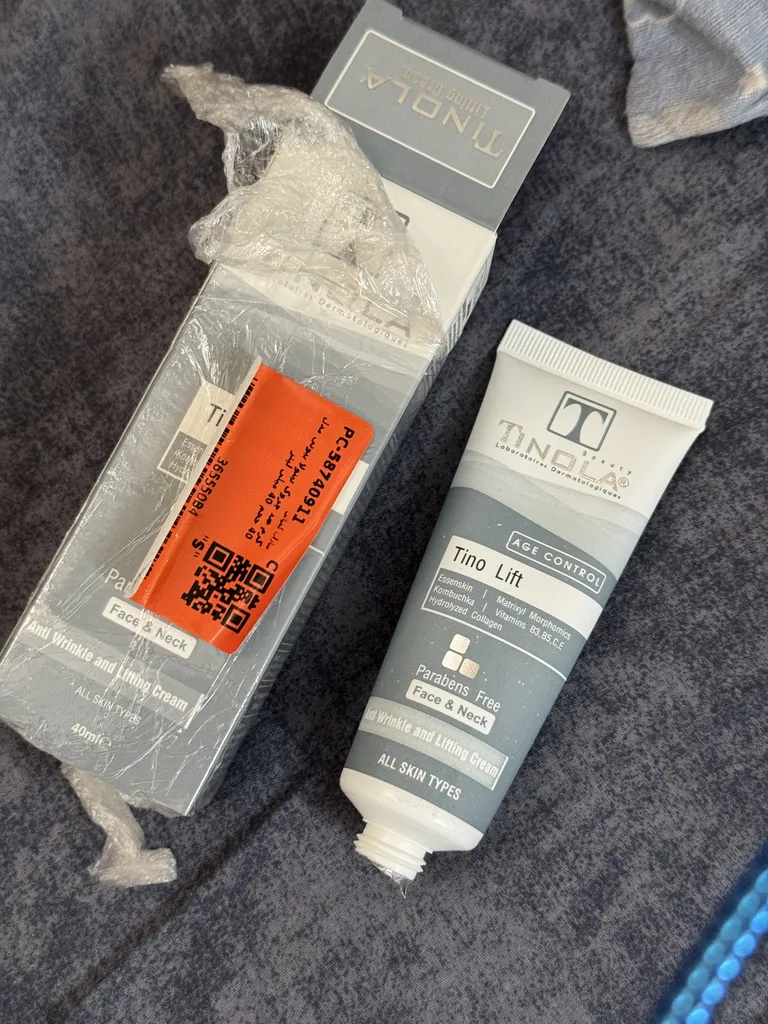 TINOLA
Lifting Cream
Laboratoires Dermatologiques
PC-58740911
36555084
"S"
Face & Neck
Anti Wrinkle and Lifting Cream
ALL SKIN TYPES
40ml℮
T
Beauty
TINOLA®
Laboratoires Dermatologiques
AGE CONTROL
Tino Lift
Essenskin | Matrixyl Morphomics
Kombuchka | Vitamins B3,B5,C,E
Hydrolyzed Collagen
Parabens Free
Face & Neck
Anti Wrinkle and Lifting Cream
ALL SKIN TYPES